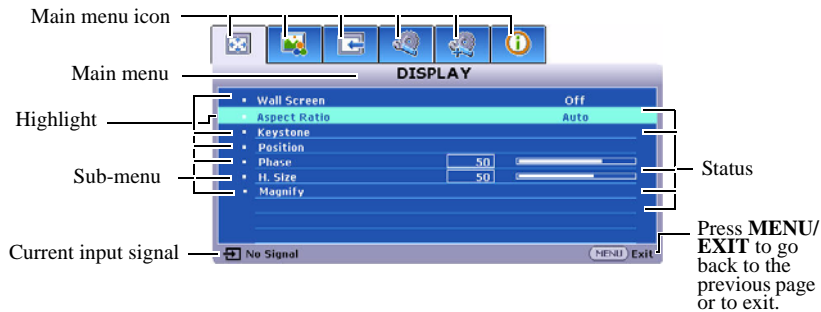 Main menu icon
Main menu
DISPLAY
Wall Screen Off
Highlight
Aspect Ratio Auto
Keystone
Position
Phase 50
Sub-menu
H. Size 50
Status
Magnify
Current input signal
No Signal
MENU Exit
Press MENU/
EXIT to go
back to the
previous page
or to exit.